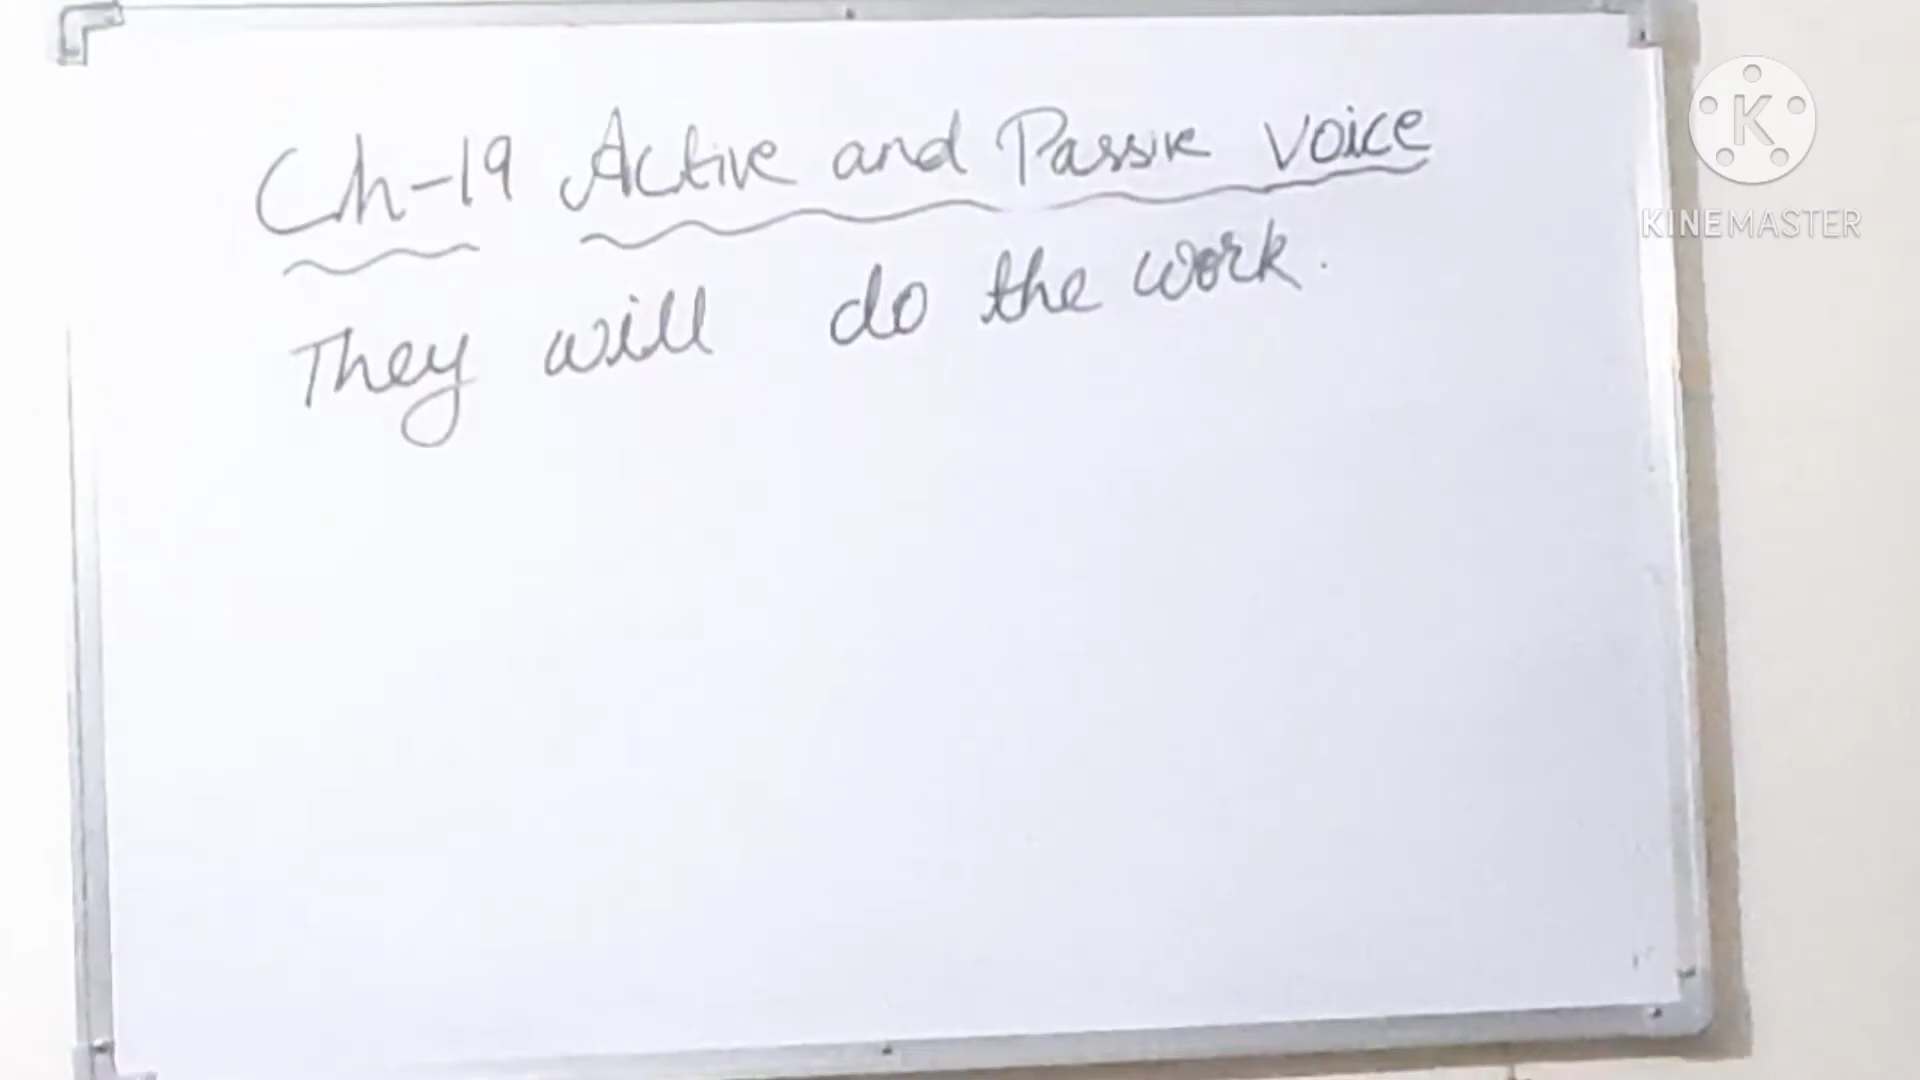 Ch-19 Active and Passive Voice
They will do the work.
K
KINEMASTER